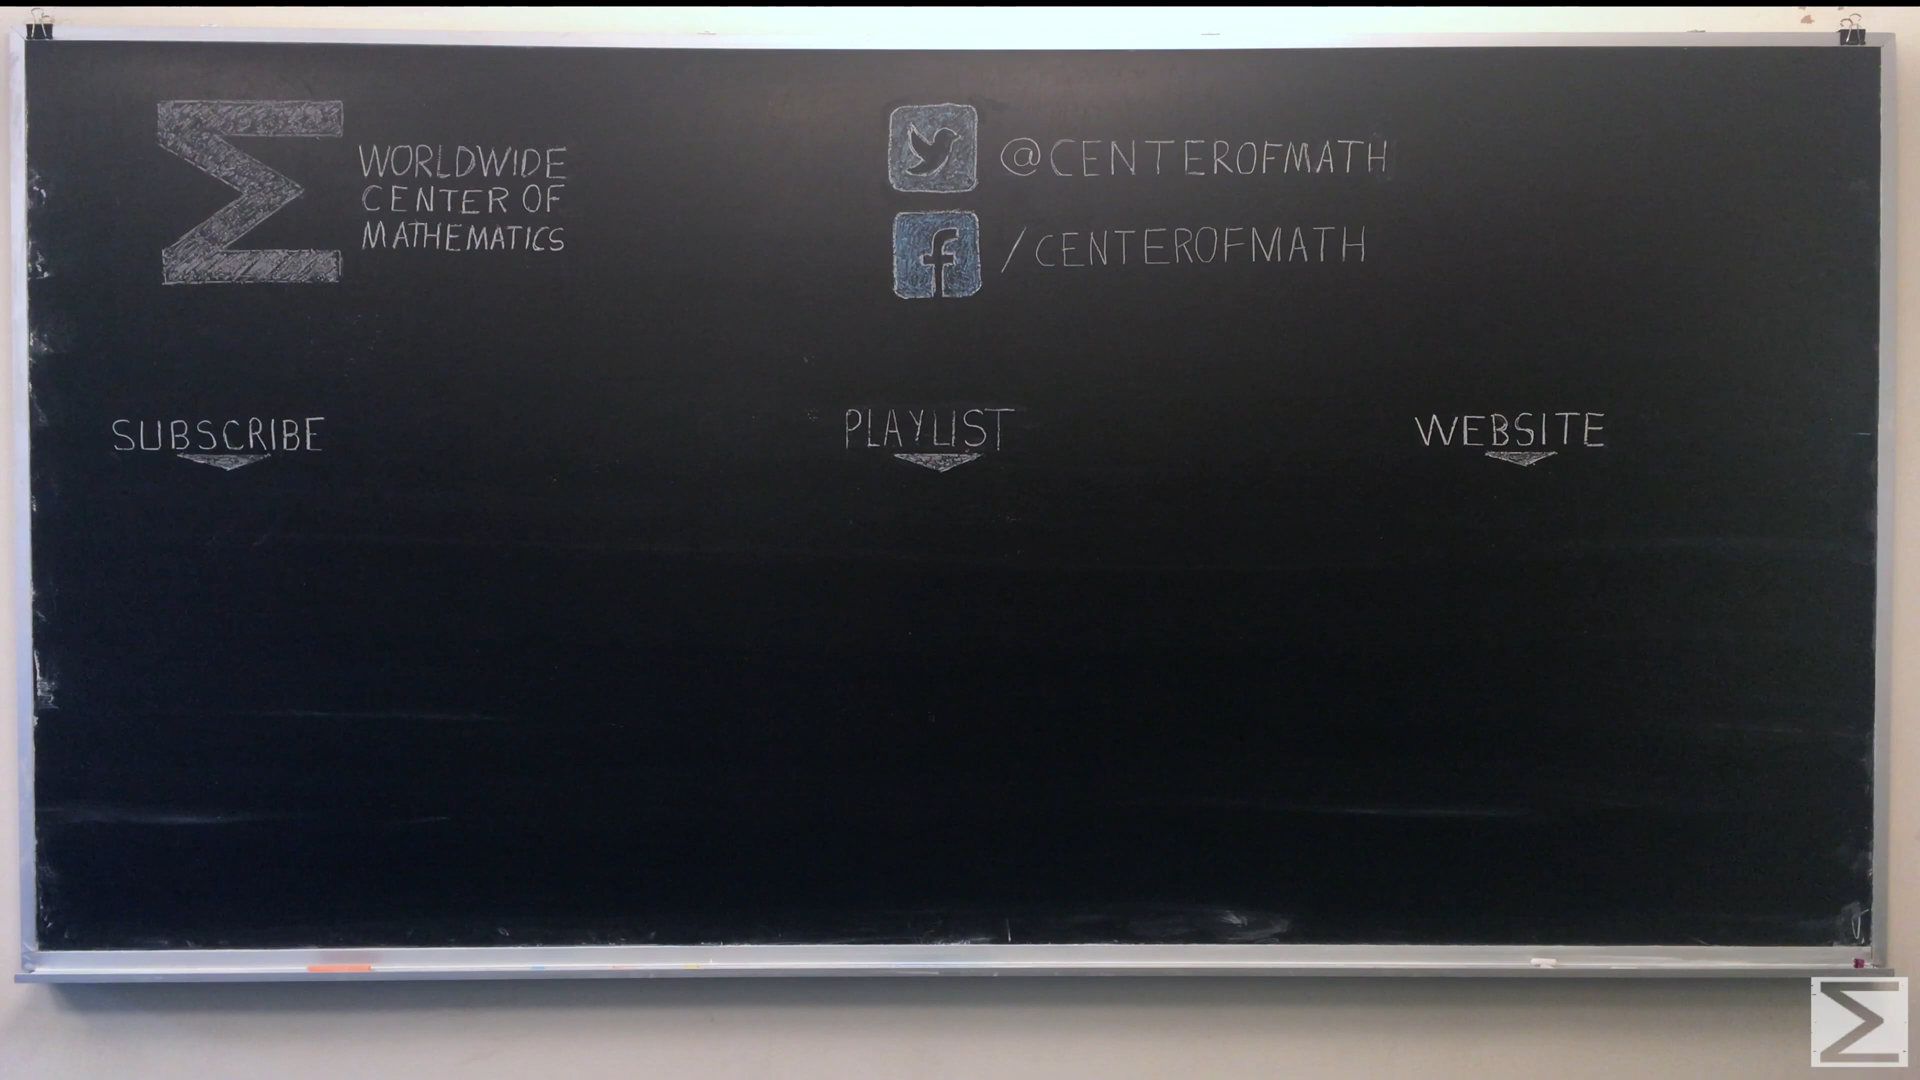 WORLDWIDE
CENTER OF
MATHEMATICS
@CENTEROFMATH
/CENTEROFMATH
SUBSCRIBE
PLAYLIST
WEBSITE